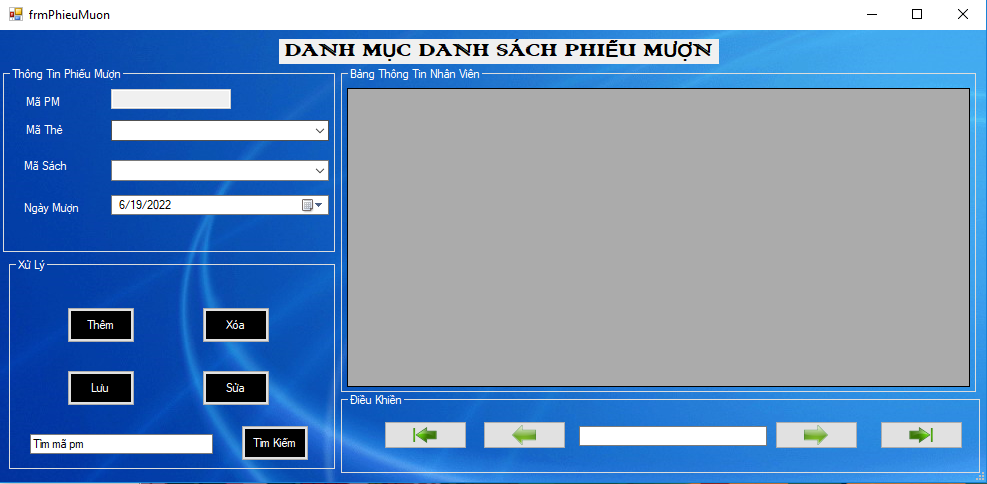 frmPhieuMuon
DANH MỤC DANH SÁCH PHIẾU MƯỢN
Thông Tin Phiếu Mượn
Mã PM
Mã Thẻ
Mã Sách
Ngày Mượn
6/19/2022
Xử Lý
Thêm
Xóa
Lưu
Sửa
Tìm mã pm
Tìm Kiếm
Bảng Thông Tin Nhân Viên
Điều Khiển